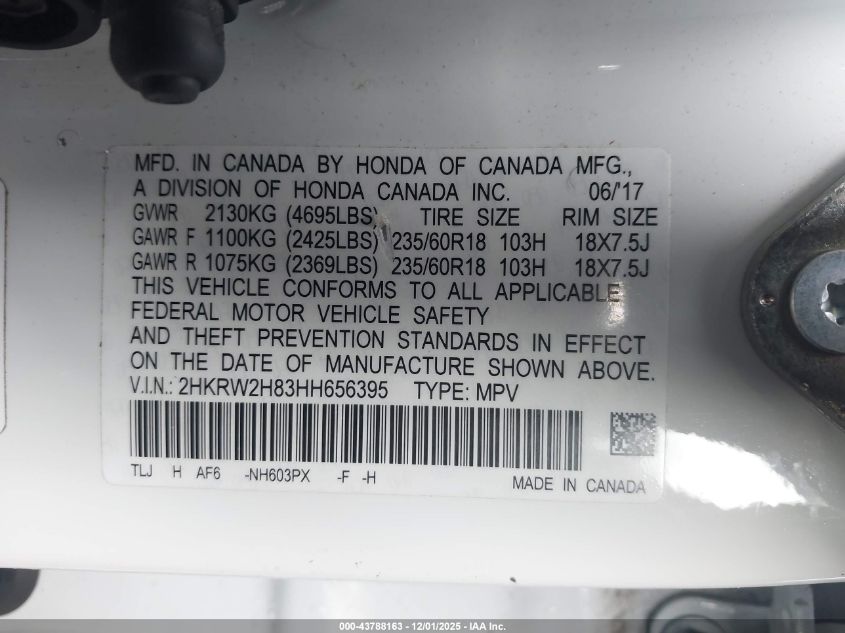 MFD. IN CANADA BY HONDA OF CANADA MFG.,
A DIVISION OF HONDA CANADA INC. 06/'17
GVWR 2130KG (4695LBS) TIRE SIZE RIM SIZE
GAWR F 1100KG (2425LBS) 235/60R18 103H 18X7.5J
GAWR R 1075KG (2369LBS) 235/60R18 103H 18X7.5J
THIS VEHICLE CONFORMS TO ALL APPLICABLE
FEDERAL MOTOR VEHICLE SAFETY
AND THEFT PREVENTION STANDARDS IN EFFECT
ON THE DATE OF MANUFACTURE SHOWN ABOVE.
V.I.N.: 2HKRW2H83HH656395 TYPE: MPV
TLJ H AF6 -NH603PX -F -H
MADE IN CANADA
000-43788163 - 12/01/2025 - IAA Inc.